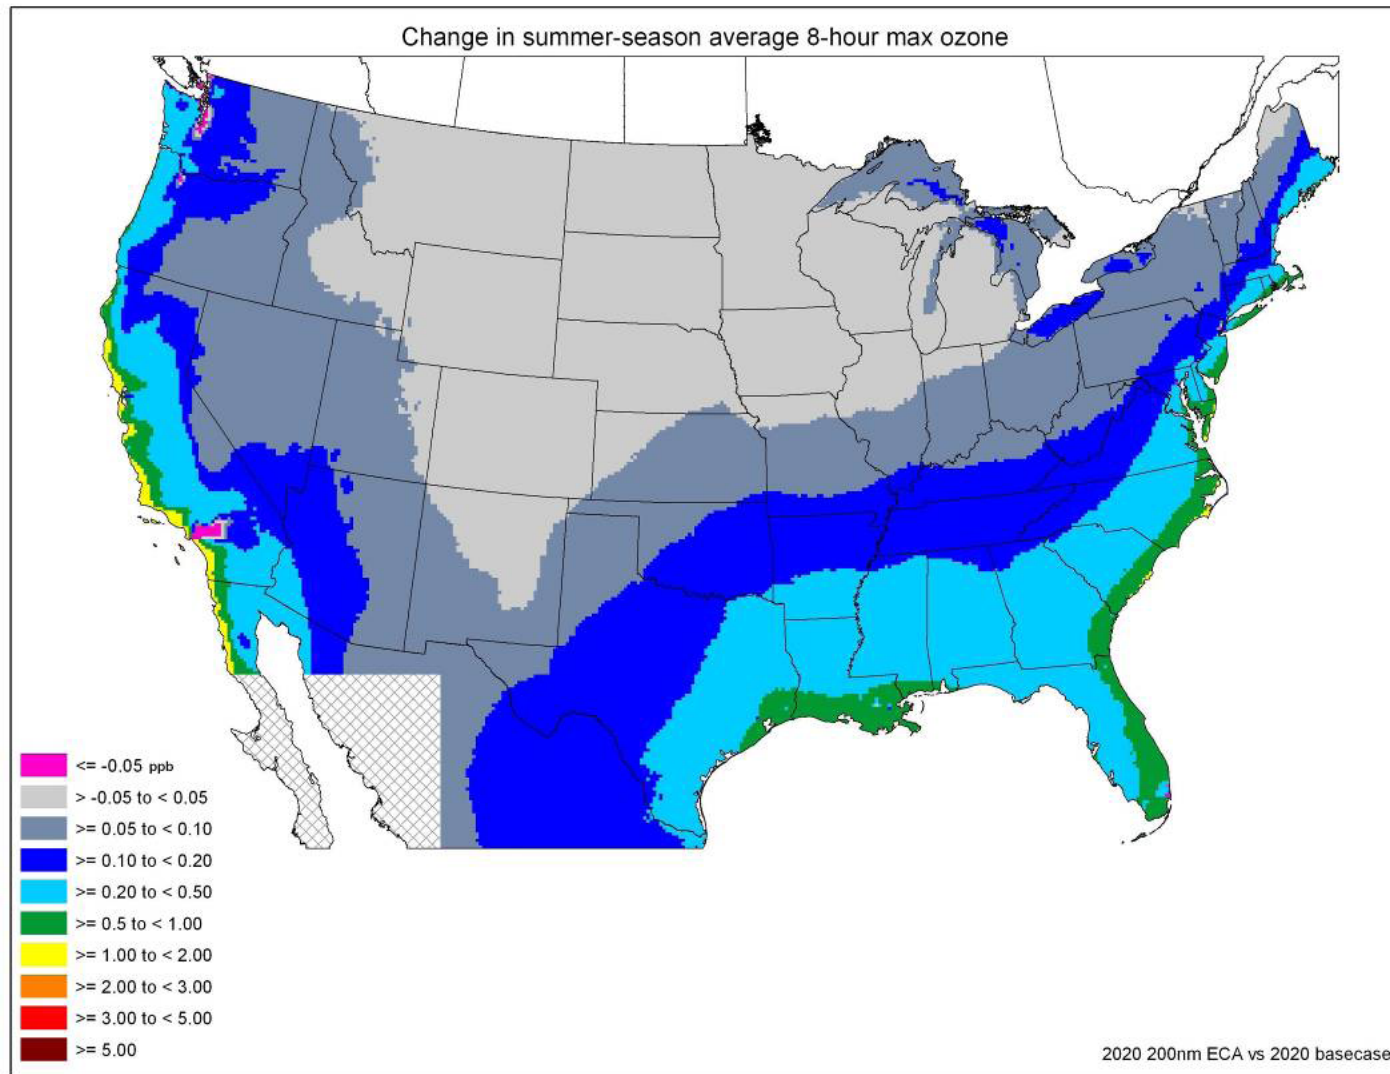 Change in summer-season average 8-hour max ozone
<= -0.05 ppb
> -0.05 to < 0.05
>= 0.05 to < 0.10
>= 0.10 to < 0.20
>= 0.20 to < 0.50
>= 0.5 to < 1.00
>= 1.00 to < 2.00
>= 2.00 to < 3.00
>= 3.00 to < 5.00
>= 5.00
2020 200nm ECA vs 2020 basecase